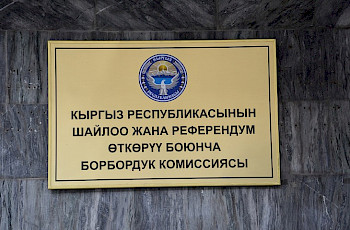 КЫРГЫЗ РЕСПУБЛИКАСЫНЫН
ШАЙЛОО ЖАНА РЕФЕРЕНДУМ
ӨТКӨРҮҮ БОЮНЧА
БОРБОРДУК КОМИССИЯСЫ